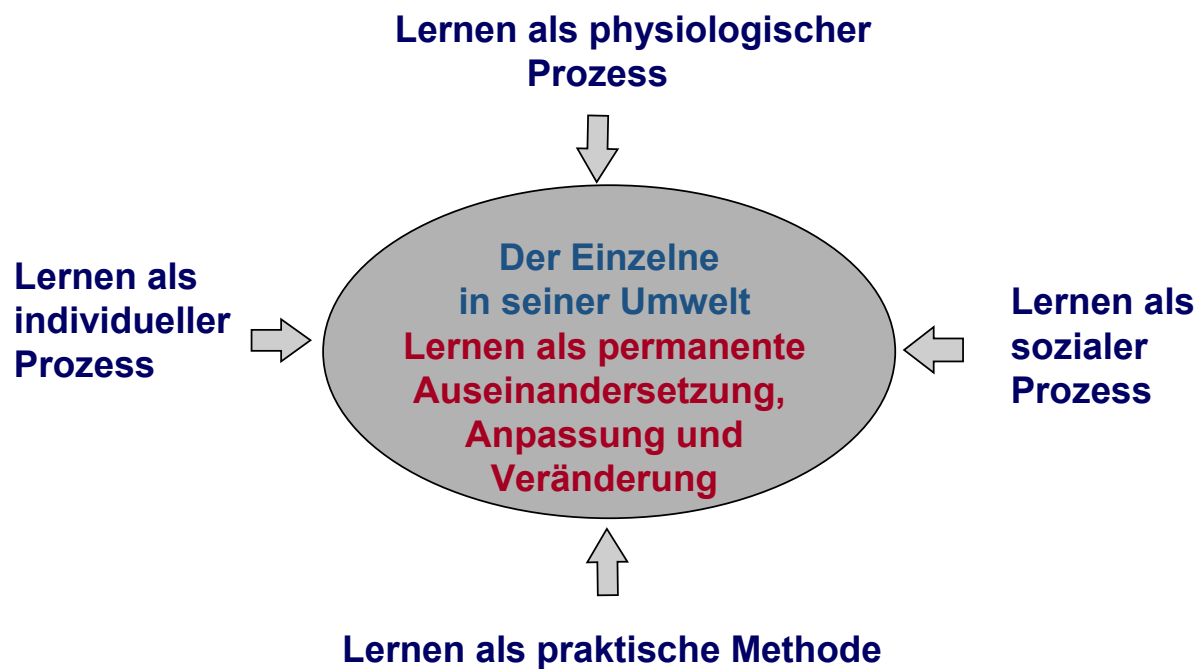 Lernen als physiologischer
Prozess
Lernen als
individueller
Prozess
Der Einzelne
in seiner Umwelt
Lernen als permanente
Auseinandersetzung,
Anpassung und
Veränderung
Lernen als
sozialer
Prozess
Lernen als praktische Methode